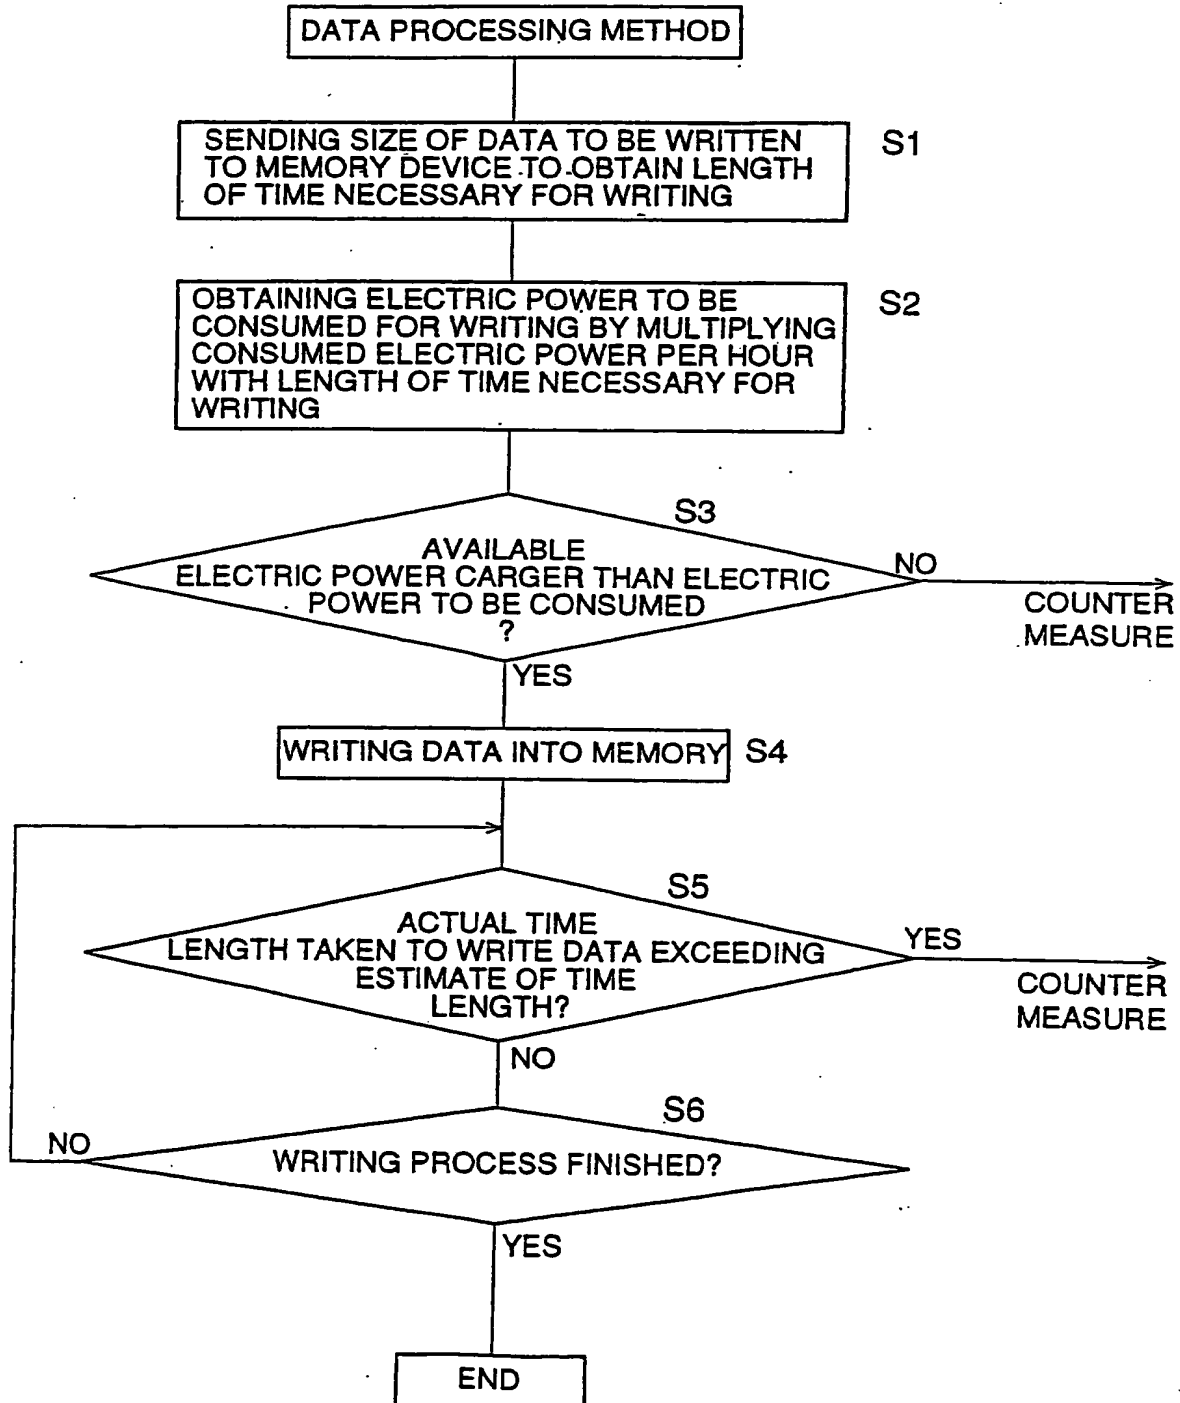 DATA PROCESSING METHOD
SENDING SIZE OF DATA TO BE WRITTEN
TO MEMORY DEVICE TO OBTAIN LENGTH
OF TIME NECESSARY FOR WRITING
S1
OBTAINING ELECTRIC POWER TO BE
CONSUMED FOR WRITING BY MULTIPLYING
CONSUMED ELECTRIC POWER PER HOUR
WITH LENGTH OF TIME NECESSARY FOR
WRITING
S2
S3
AVAILABLE
ELECTRIC POWER CARGER THAN ELECTRIC
POWER TO BE CONSUMED
?
NO
COUNTER
MEASURE
YES
WRITING DATA INTO MEMORY
S4
S5
ACTUAL TIME
LENGTH TAKEN TO WRITE DATA EXCEEDING
ESTIMATE OF TIME
LENGTH?
YES
COUNTER
MEASURE
NO
S6
NO
WRITING PROCESS FINISHED?
YES
END